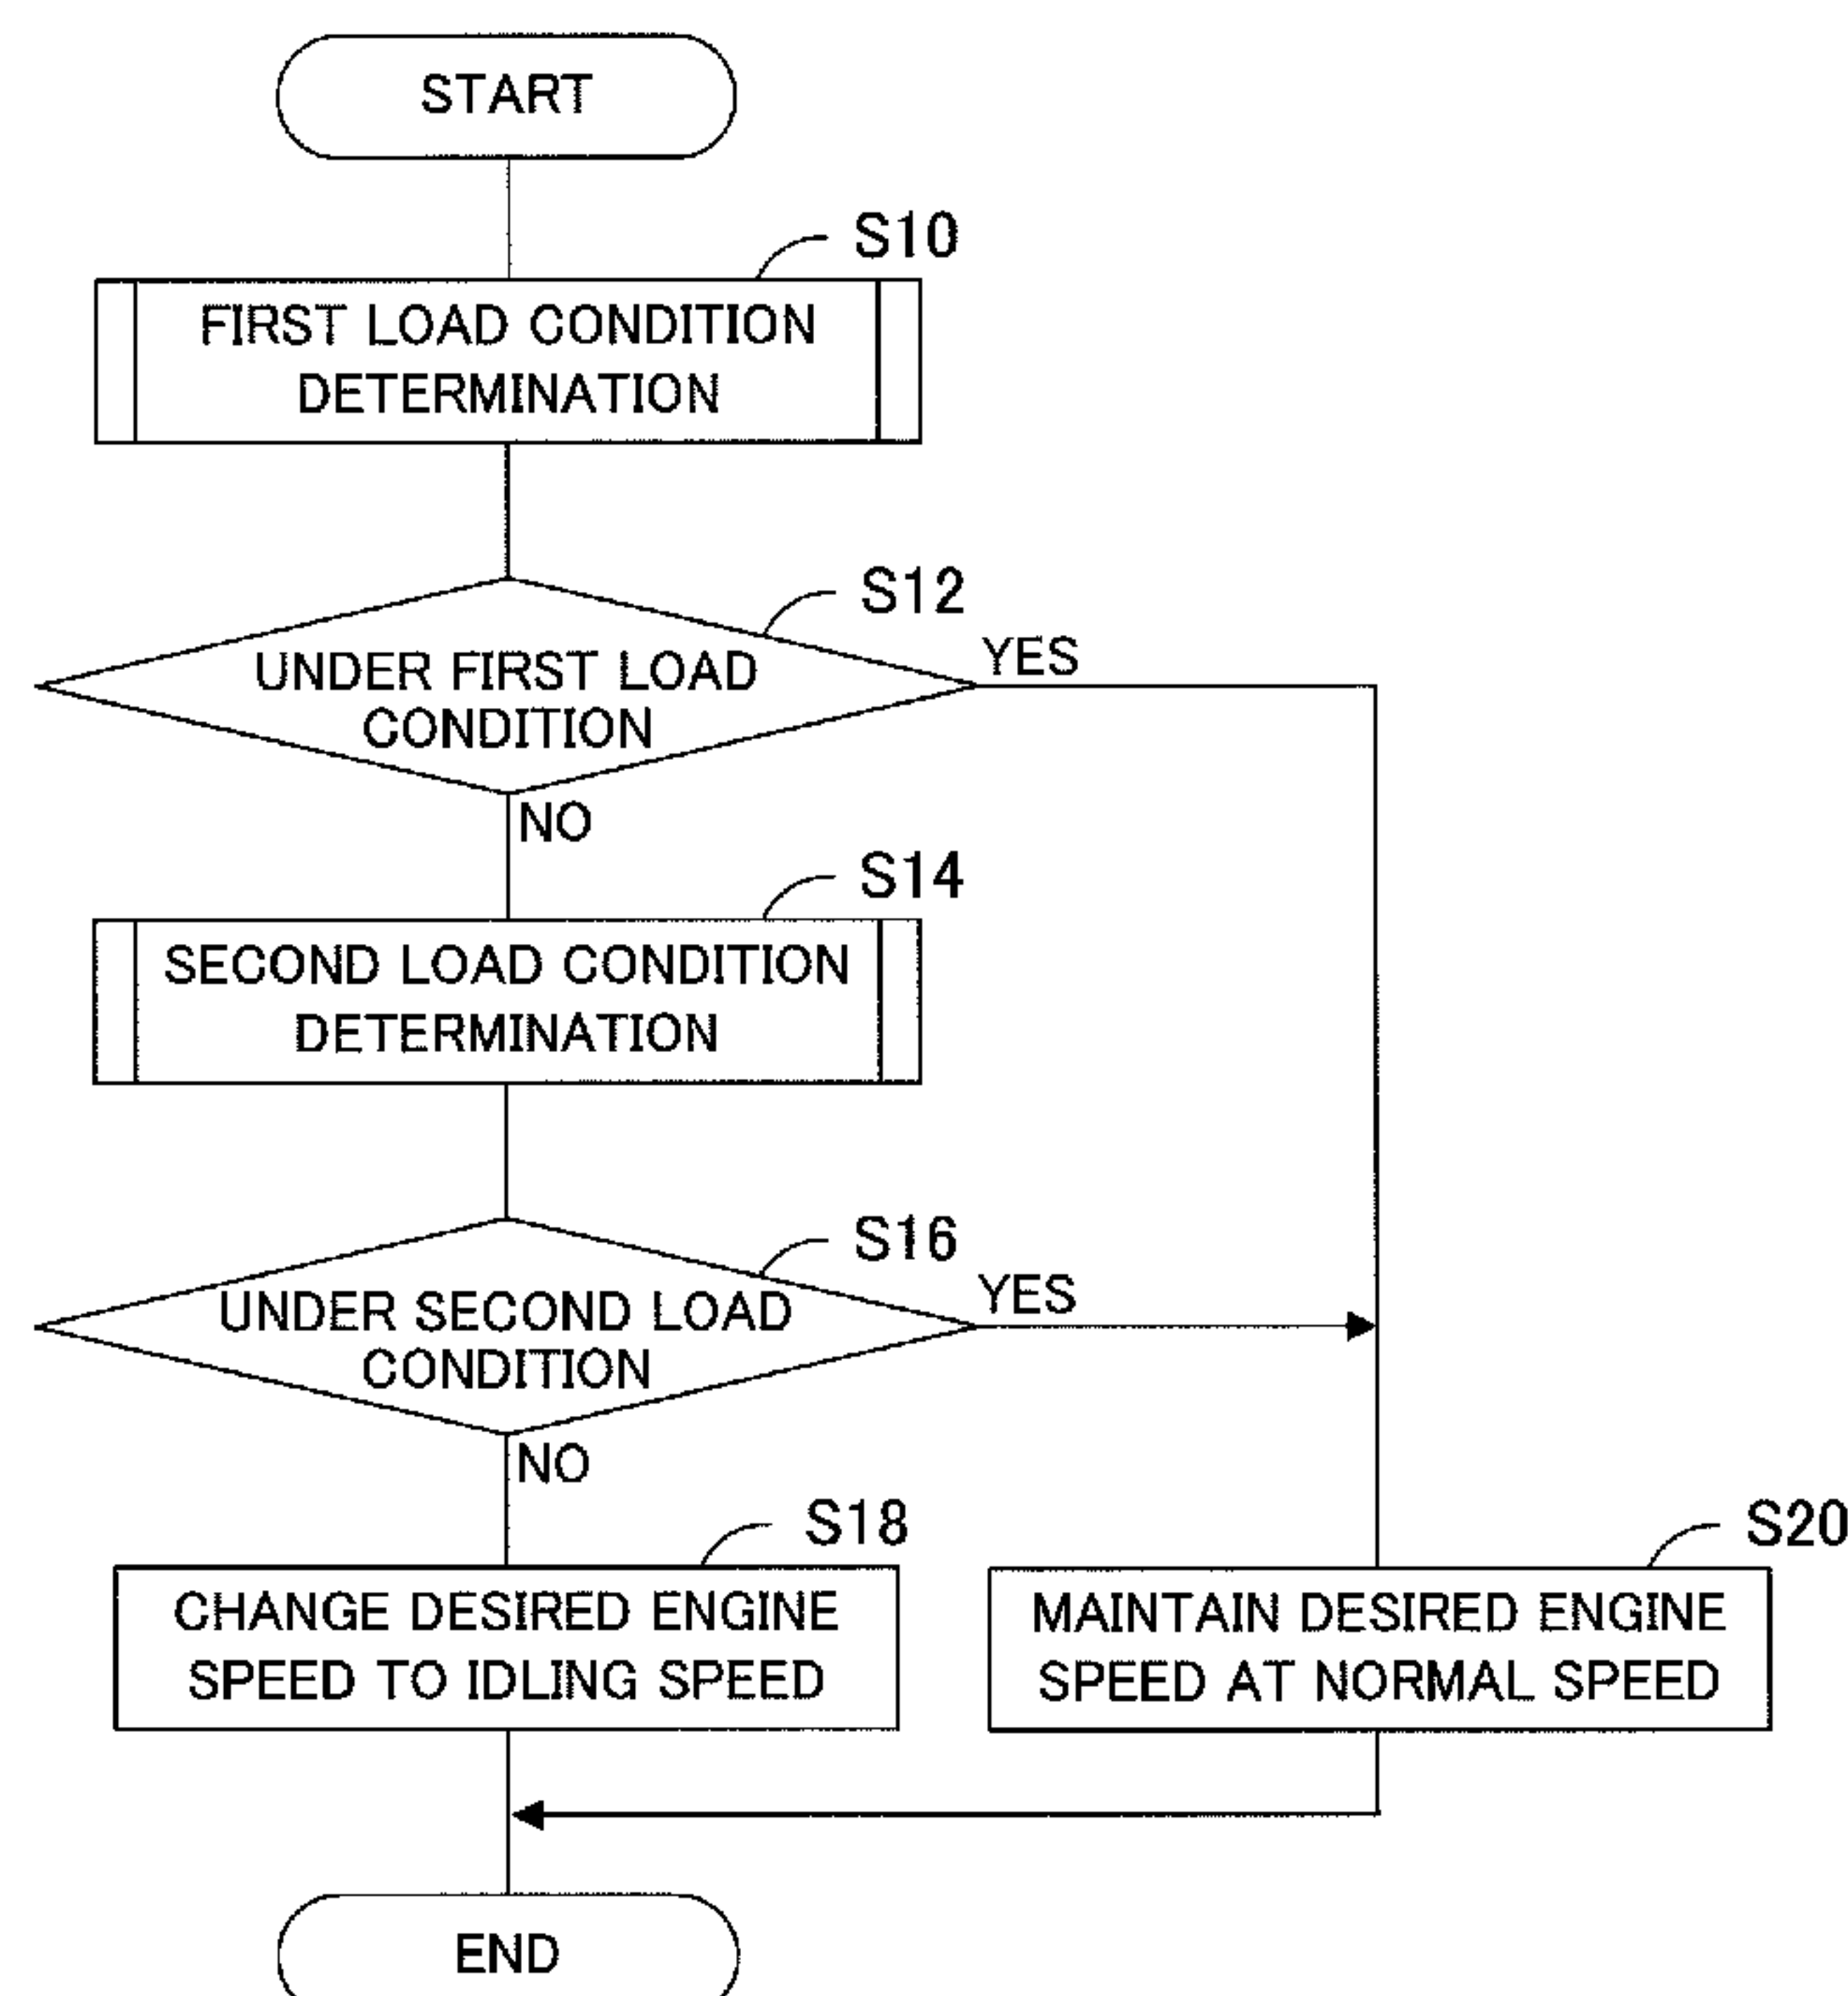 START
S10
FIRST LOAD CONDITION
DETERMINATION
S12
UNDER FIRST LOAD
CONDITION
YES
NO
S14
SECOND LOAD CONDITION
DETERMINATION
S16
UNDER SECOND LOAD
CONDITION
YES
NO
S18
CHANGE DESIRED ENGINE
SPEED TO IDLING SPEED
S20
MAINTAIN DESIRED ENGINE
SPEED AT NORMAL SPEED
END